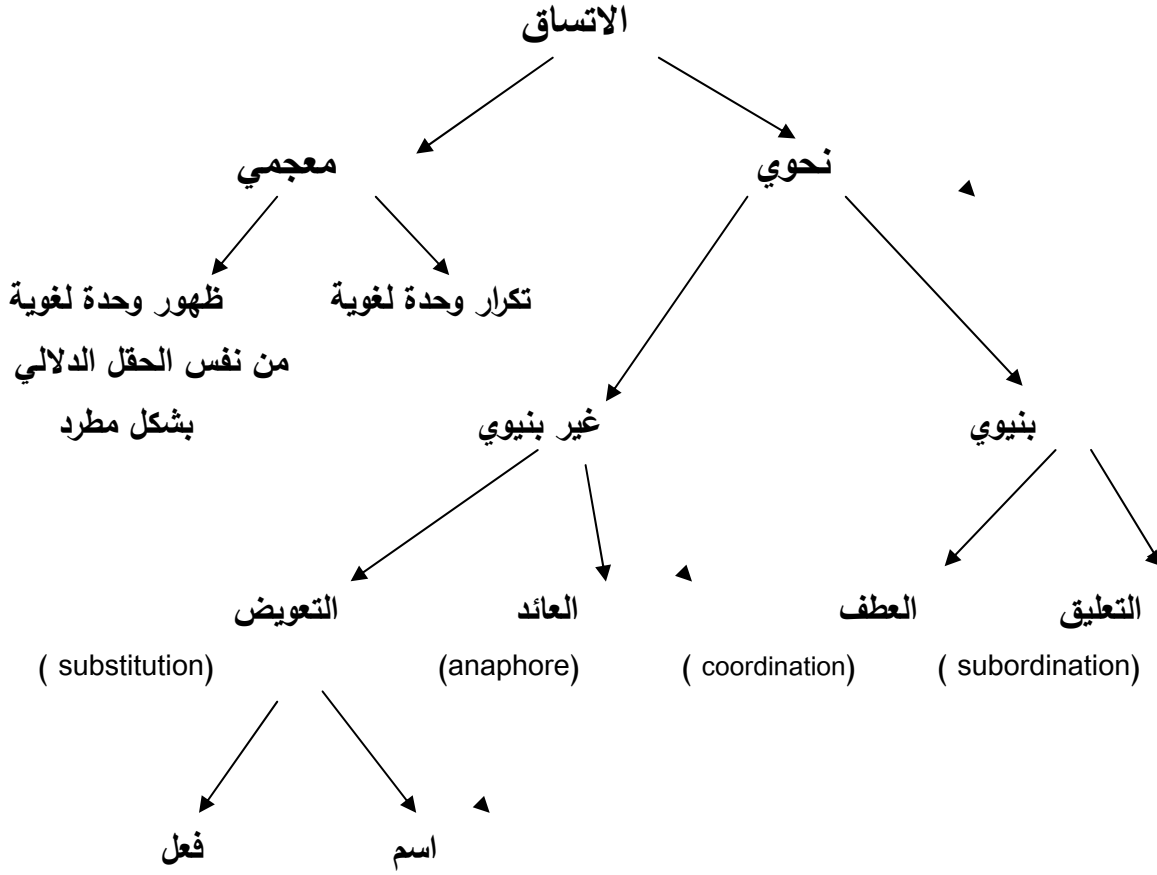 الاتساق
نحوي
معجمي
تكرار وحدة لغوية
ظهور وحدة لغوية
من نفس الحقل الدلالي
بشكل مطرد
بنيوي
غير بنيوي
التعليق
العطف
العائد
التعويض
( subordination)
( coordination)
(anaphore)
( substitution)
اسم
فعل